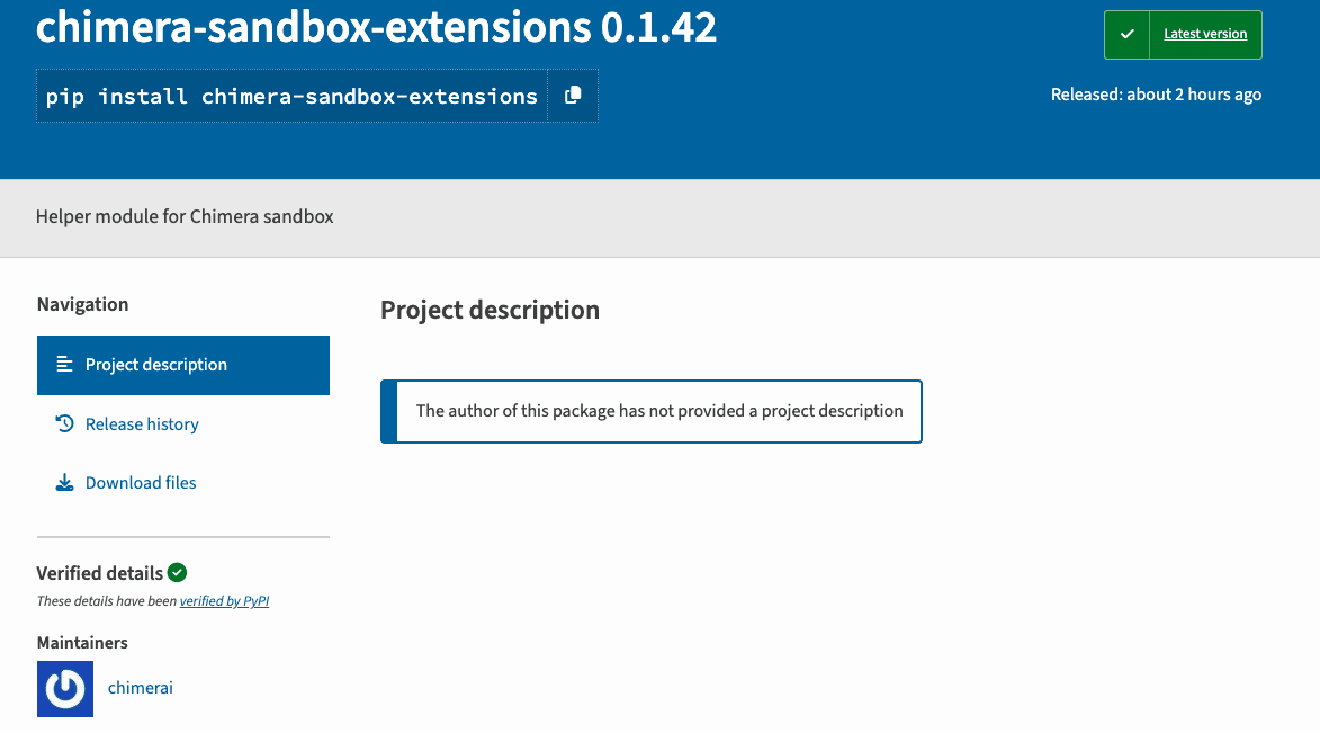 chimera-sandbox-extensions 0.1.42
Latest version
pip install chimera-sandbox-extensions
Released: about 2 hours ago
Helper module for Chimera sandbox
Navigation
Project description
Release history
Download files
Verified details
These details have been verified by PyPI
Maintainers
chimerai
Project description
The author of this package has not provided a project description